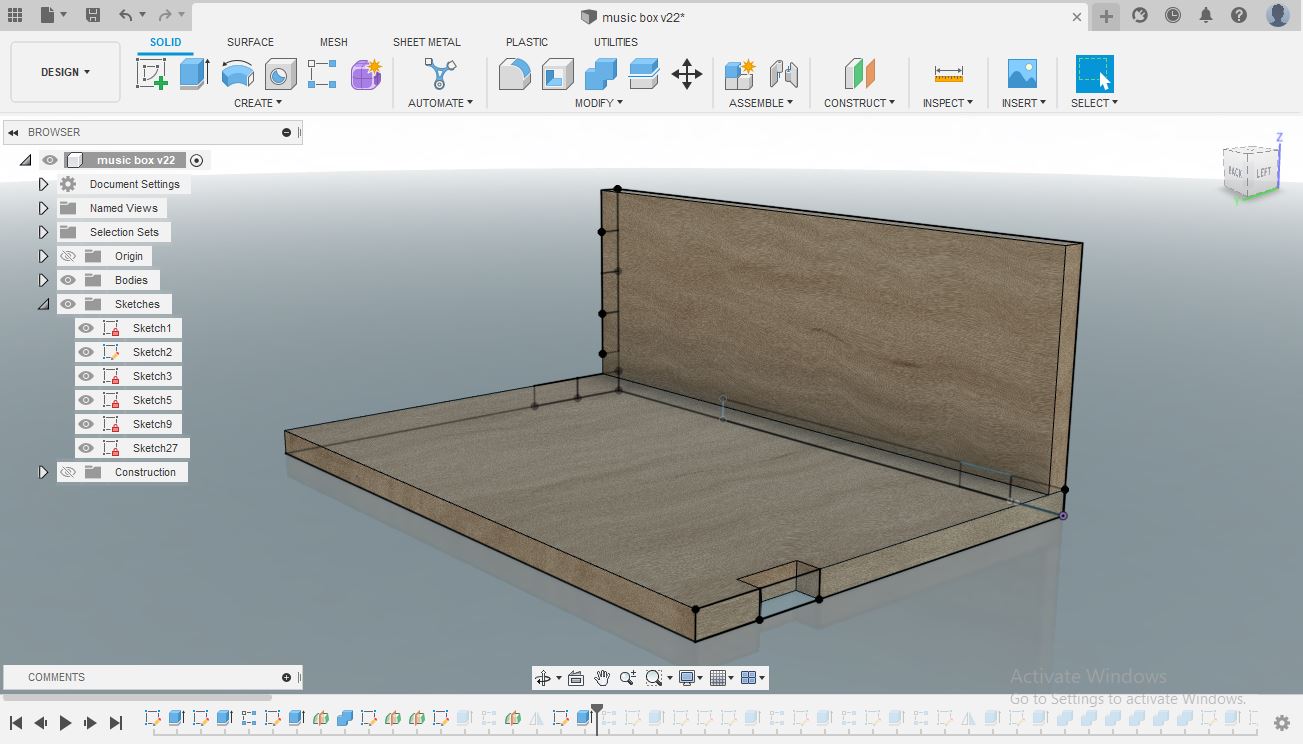 music box v22*
DESIGN
SOLID SURFACE MESH SHEET METAL PLASTIC UTILITIES
CREATE AUTOMATE MODIFY ASSEMBLE CONSTRUCT INSPECT INSERT SELECT
BROWSER
music box v22
Document Settings
Named Views
Selection Sets
Origin
Bodies
Sketches
Sketch1
Sketch2
Sketch3
Sketch5
Sketch9
Sketch27
Construction
Z
BACK LEFT
Y
COMMENTS
Activate Windows
Go to Settings to activate Windows.